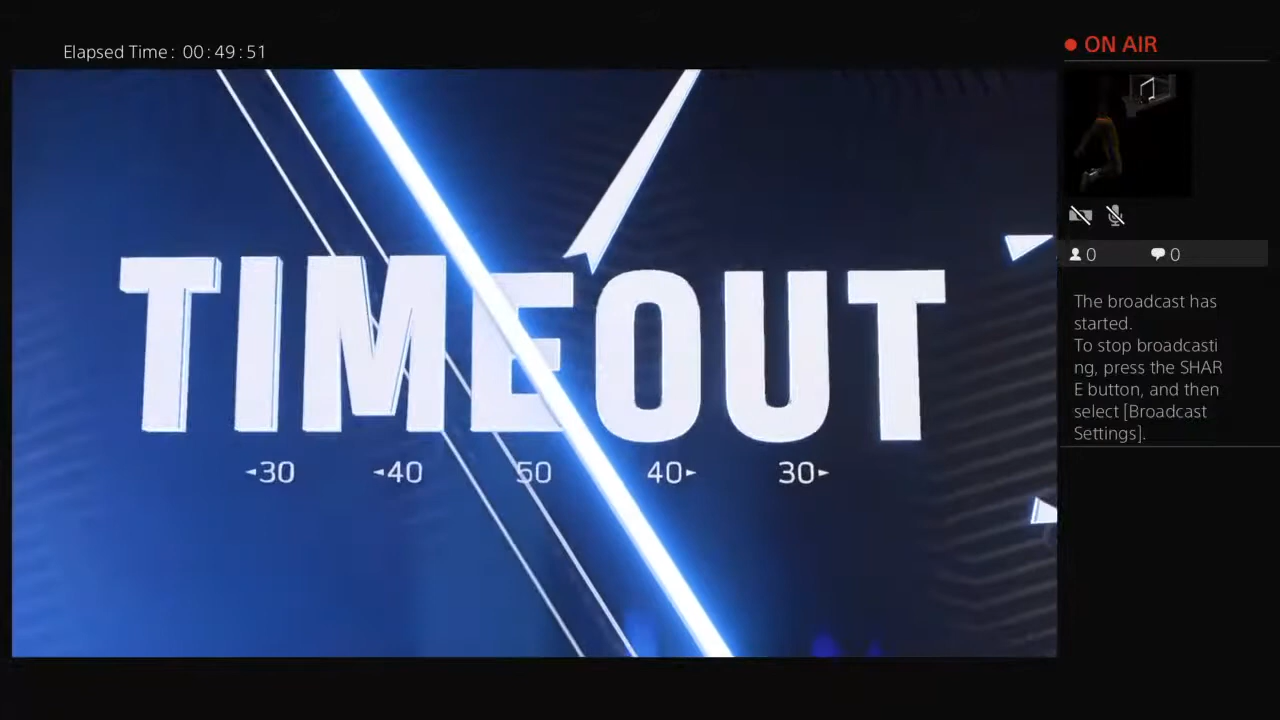 Elapsed Time: 00:49:51
ON AIR
TIMEOUT
◄30 ◄40 50 40► 30►
0 0
The broadcast has
started.
To stop broadcasti
ng, press the SHAR
E button, and then
select [Broadcast
Settings].